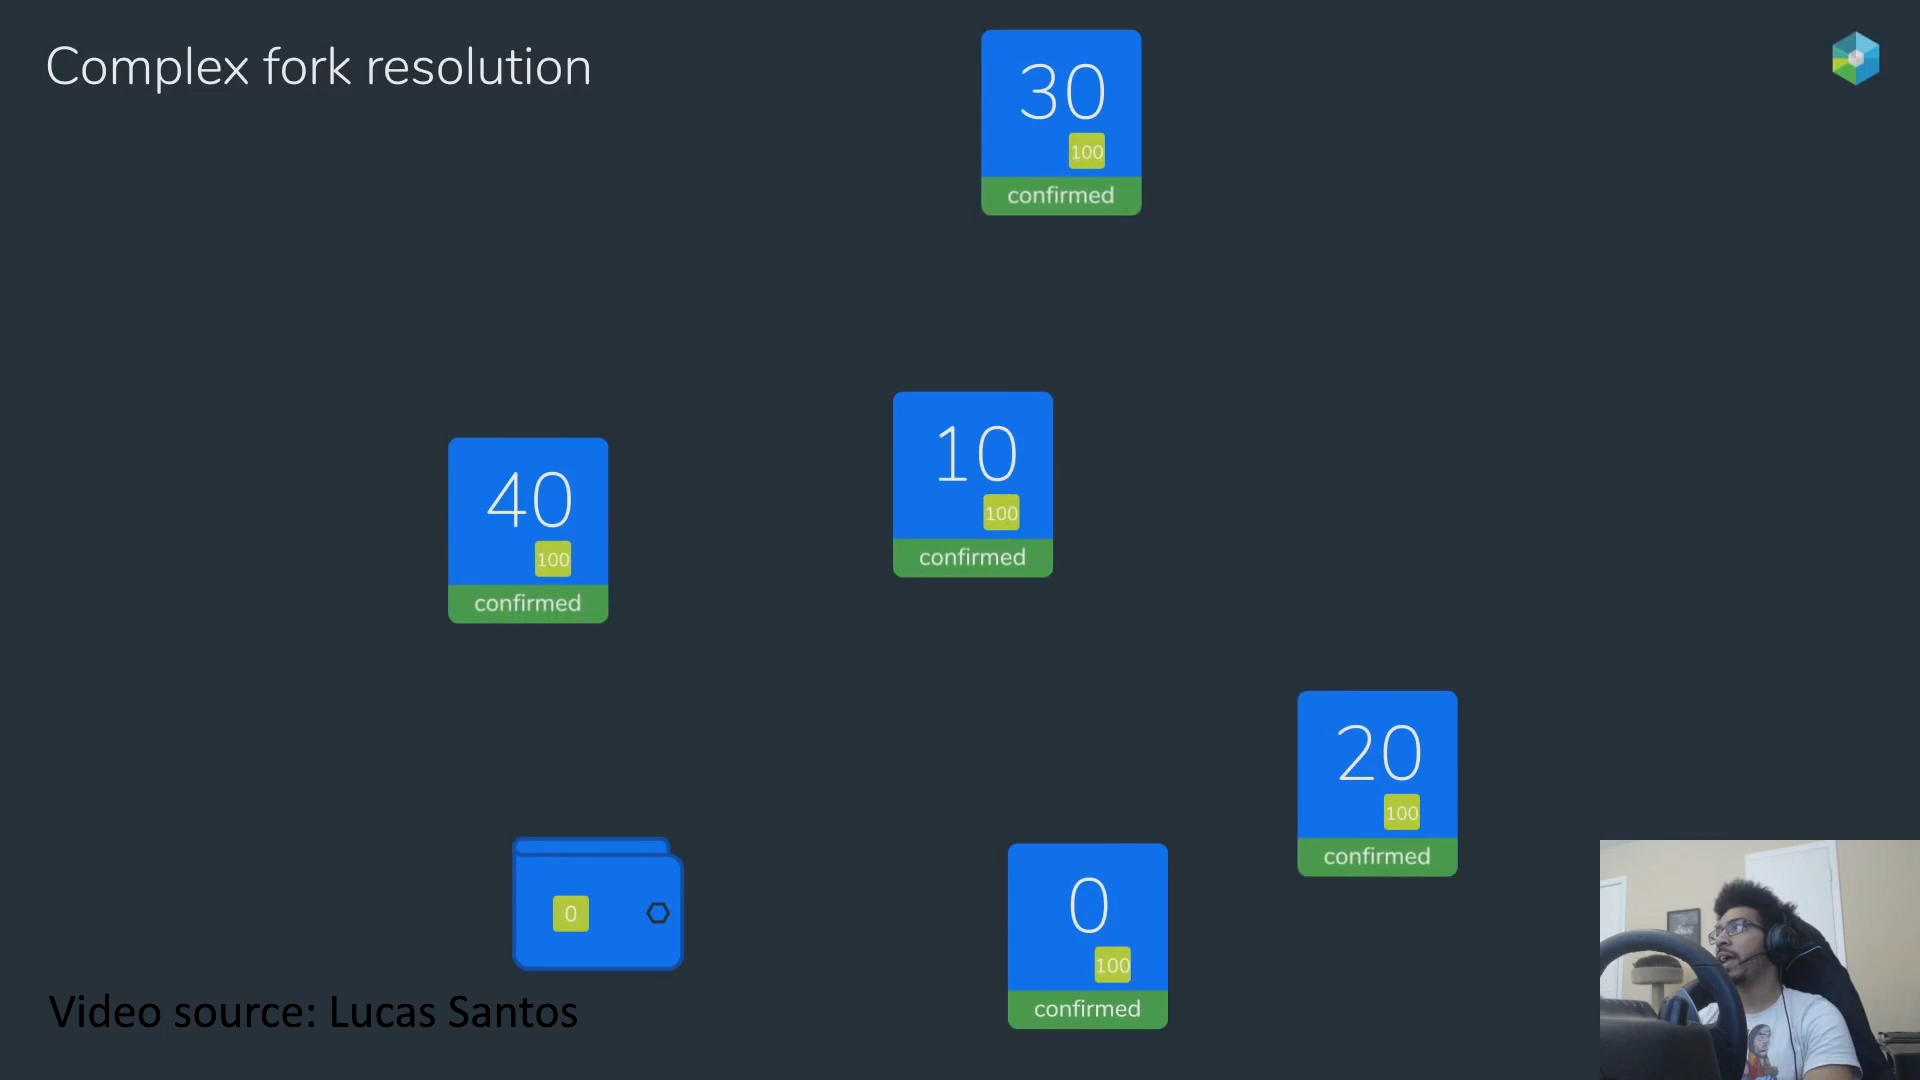 Complex fork resolution
30
100
confirmed
10
100
confirmed
40
100
confirmed
20
100
confirmed
0
0
100
confirmed
Video source: Lucas Santos